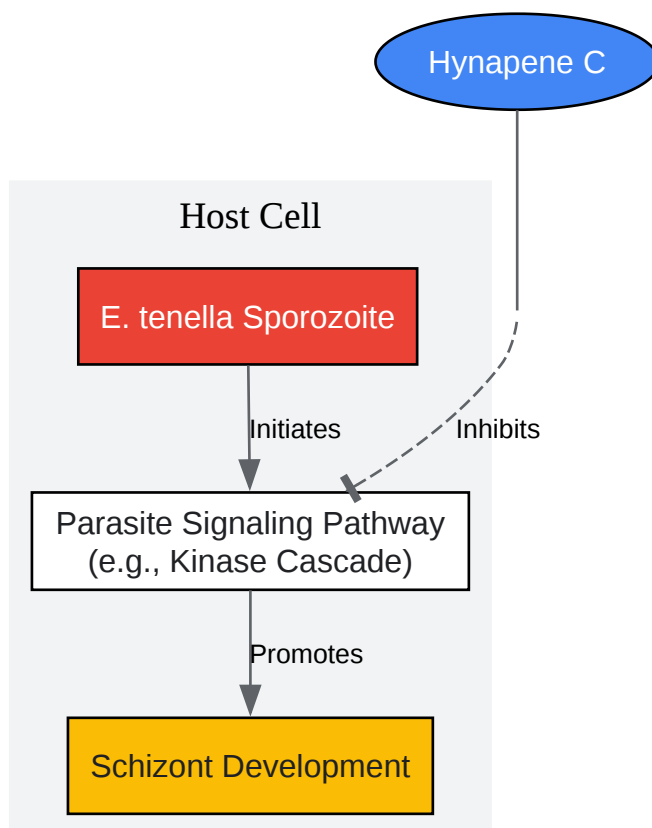 Hynapene C
Host Cell
E. tenella Sporozoite
Initiates
Inhibits
Parasite Signaling Pathway
(e.g., Kinase Cascade)
Promotes
Schizont Development